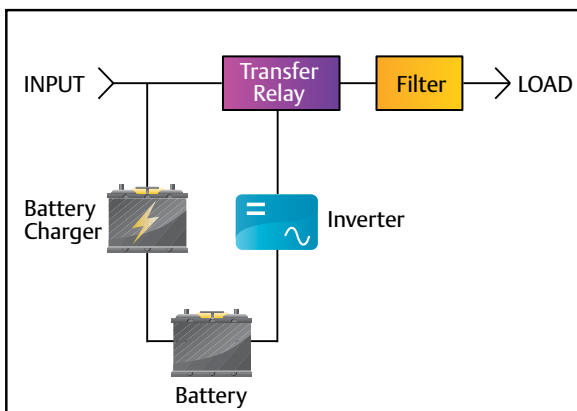 INPUT
Transfer
Relay
Filter
LOAD
Battery
Charger
Inverter
Battery